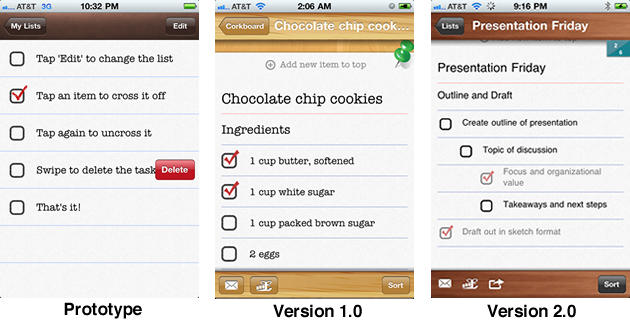 AT&T 3G 10:32 PM
My Lists Edit
Tap 'Edit' to change the list
Tap an item to cross it off
Tap again to uncross it
Swipe to delete the task Delete
That's it!
Prototype
AT&T 2:06 AM
Corkboard Chocolate chip cook...
Add new item to top
Chocolate chip cookies
Ingredients
1 cup butter, softened
1 cup white sugar
1 cup packed brown sugar
2 eggs
Sort
Version 1.0
AT&T 9:16 PM
Lists Presentation Friday
Presentation Friday
Outline and Draft
Create outline of presentation
Topic of discussion
Focus and organizational
value
Takeaways and next steps
Draft out in sketch format
Sort
Version 2.0